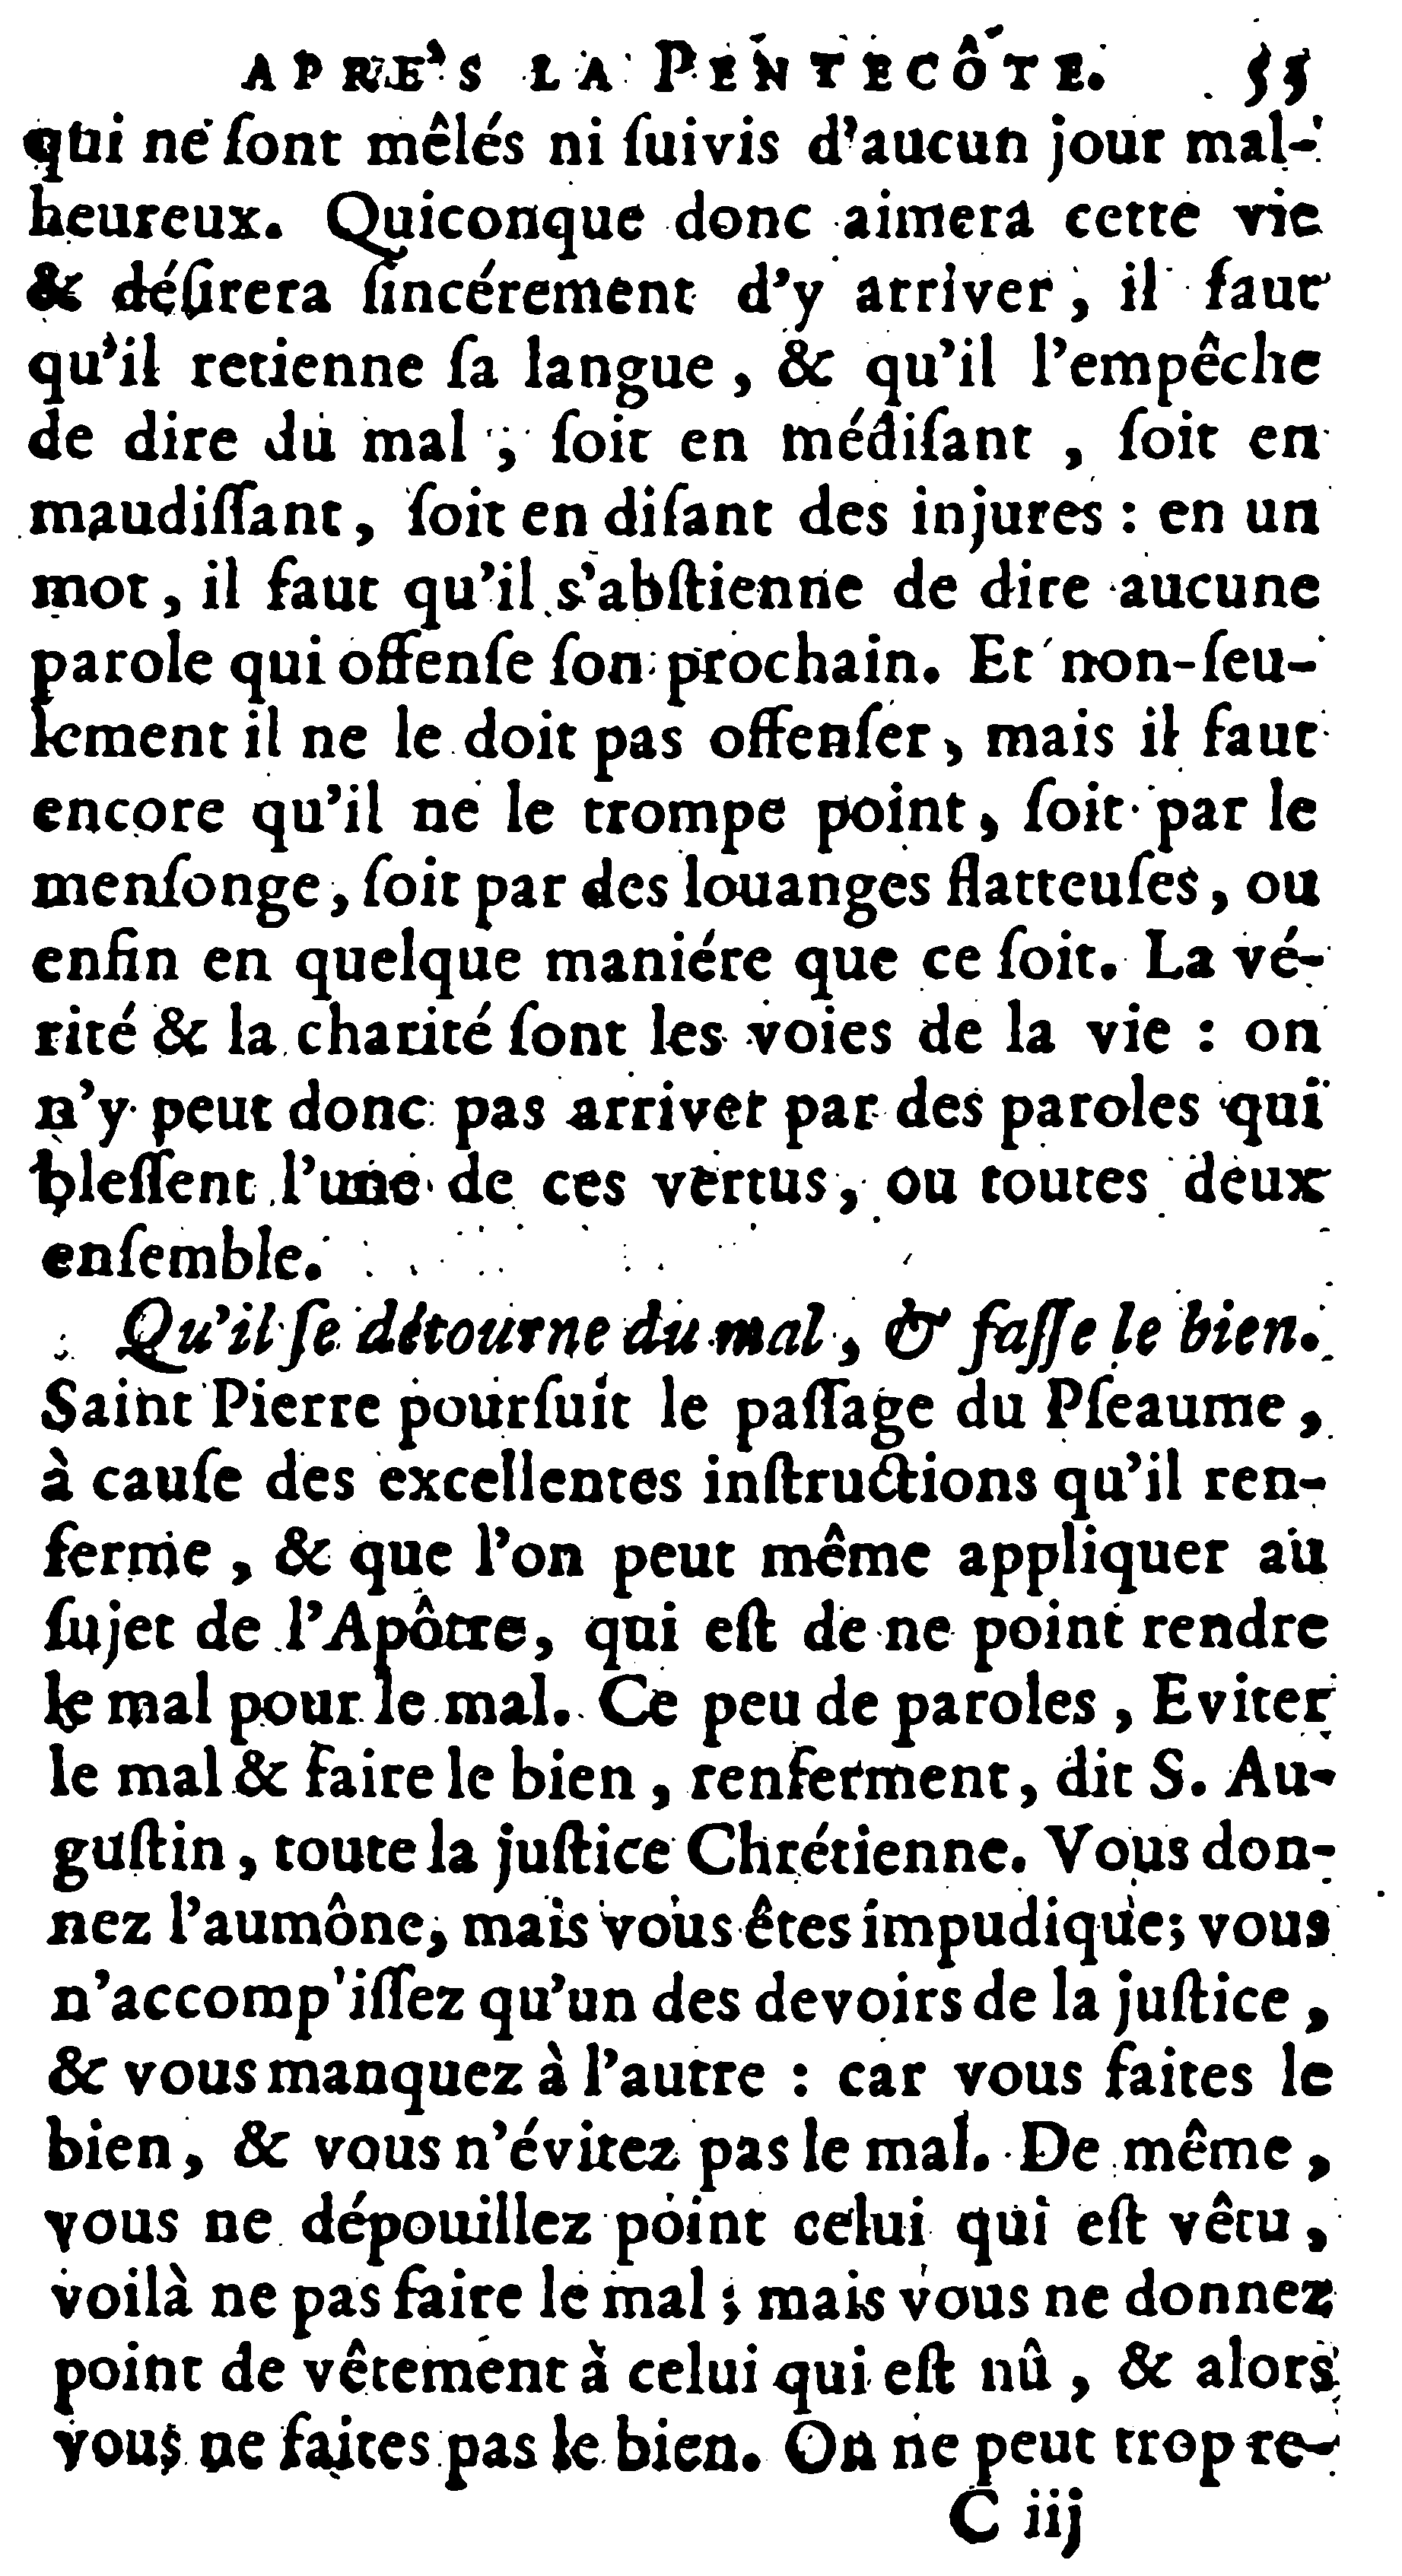 APRE'S LA PENTECÔTE. 55
qui ne ſont mêlés ni ſuivis d'aucun jour mal-
heureux. Quiconque donc aimera cette vie
& déſirera ſincérement d'y arriver, il faut
qu'il retienne ſa langue, & qu'il l'empêche
de dire du mal, ſoit en médiſant, ſoit en
maudiſſant, ſoit en diſant des injures : en un
mot, il faut qu'il s'abſtienne de dire aucune
parole qui offenſe ſon prochain. Et non-ſeu-
lement il ne le doit pas offenſer, mais il faut
encore qu'il ne le trompe point, ſoit par le
menſonge, ſoit par des louanges flatteuſes, ou
enfin en quelque maniére que ce ſoit. La vé-
rité & la charité ſont les voies de la vie : on
n'y peut donc pas arriver par des paroles qui
bleſſent l'une de ces vertus, ou toutes deux
enſemble.
Qu'il ſe détourne du mal, & faſſe le bien.
Saint Pierre pourſuit le paſſage du Pſeaume,
à cauſe des excellentes inſtructions qu'il ren-
ferme, & que l'on peut même appliquer au
ſujet de l'Apôtre, qui eſt de ne point rendre
le mal pour le mal. Ce peu de paroles, Eviter
le mal & faire le bien, renferment, dit S. Au-
guſtin, toute la juſtice Chrétienne. Vous don-
nez l'aumône, mais vous êtes impudique; vous
n'accomp'iſſez qu'un des devoirs de la juſtice,
& vous manquez à l'autre : car vous faites le
bien, & vous n'évitez pas le mal. De même,
vous ne dépouillez point celui qui eſt vêtu,
voilà ne pas faire le mal; mais vous ne donnez
point de vêtement à celui qui eſt nû, & alors
vous ne faites pas le bien. On ne peut trop re-
C iij